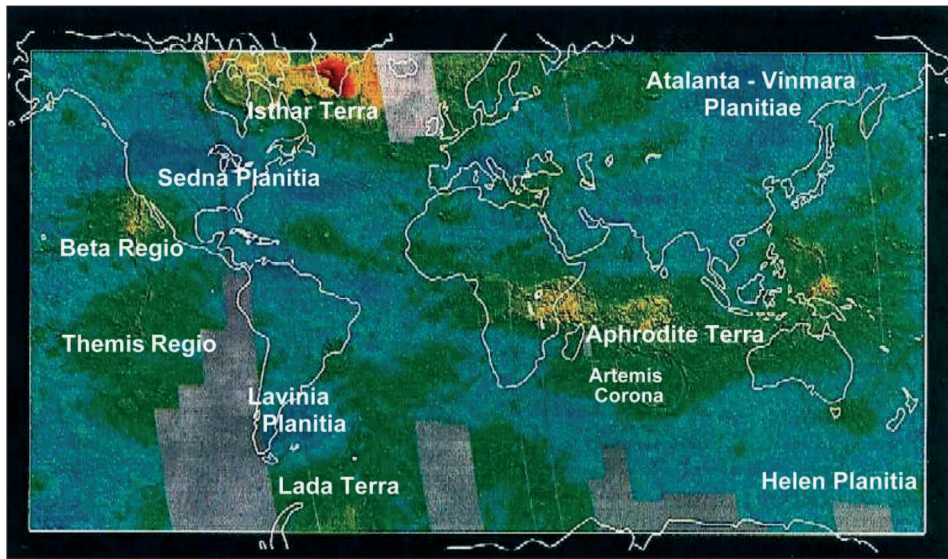 Atalanta - Vinmara
Planitiae
Isthar Terra
Sedna Planitia
Beta Regio
Themis Regio
Aphrodite Terra
Artemis
Corona
Lavinia
Planitia
Lada Terra
Helen Planitia